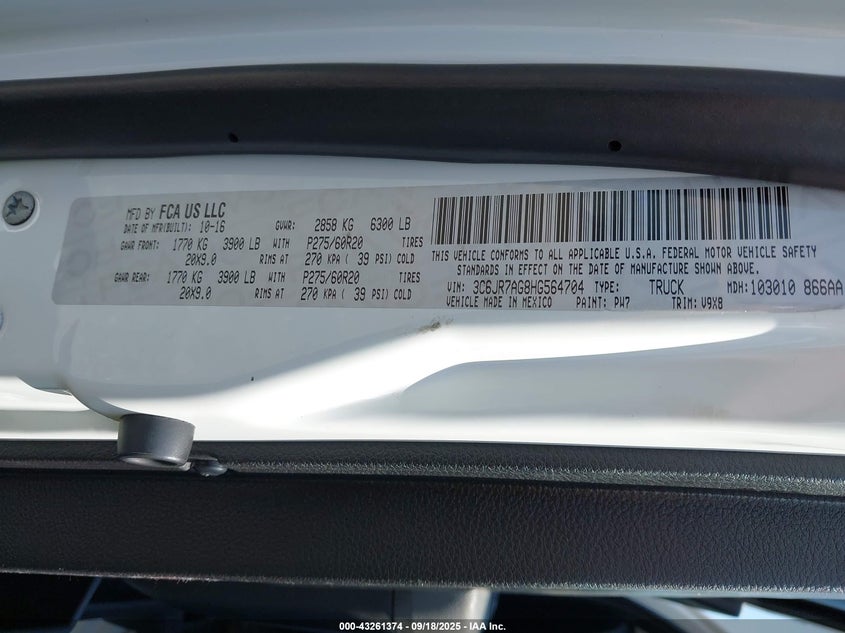 MFD BY FCA US LLC
DATE OF MFR(BUILT): 10-16 GVWR: 2858 KG 6300 LB
GAWR FRONT: 1770 KG 3900 LB WITH P275/60R20 TIRES
20X9.0 RIMS AT 270 KPA ( 39 PSI) COLD
GAWR REAR: 1770 KG 3900 LB WITH P275/60R20 TIRES
20X9.0 RIMS AT 270 KPA ( 39 PSI) COLD
THIS VEHICLE CONFORMS TO ALL APPLICABLE U.S.A. FEDERAL MOTOR VEHICLE SAFETY
STANDARDS IN EFFECT ON THE DATE OF MANUFACTURE SHOWN ABOVE.
VIN: 3C6JR7AG8HG564704 TYPE: TRUCK MDH: 103010 866AA
VEHICLE MADE IN MEXICO PAINT: PW7 TRIM: V9X8
000-43261374 - 09/18/2025 - IAA, Inc.